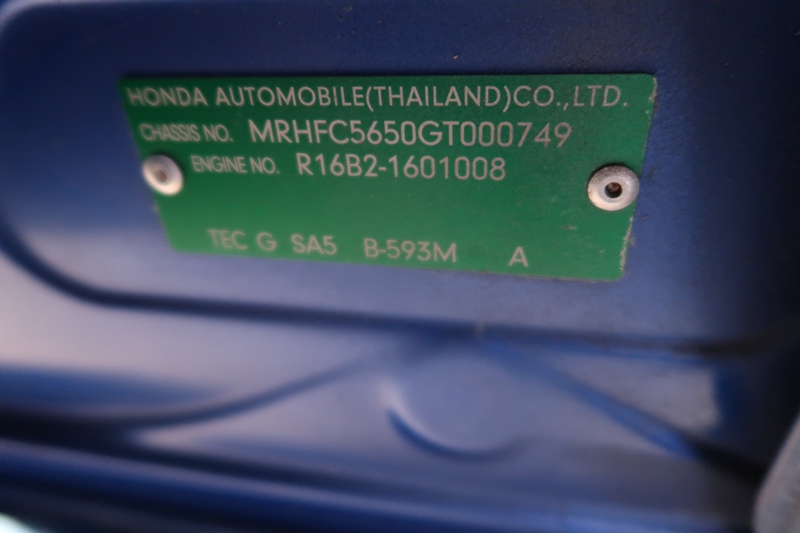 HONDA AUTOMOBILE(THAILAND)CO.,LTD.
CHASSIS NO. MRHFC5650GT000749
ENGINE NO. R16B2-1601008
TEC G SA5 B-593M A